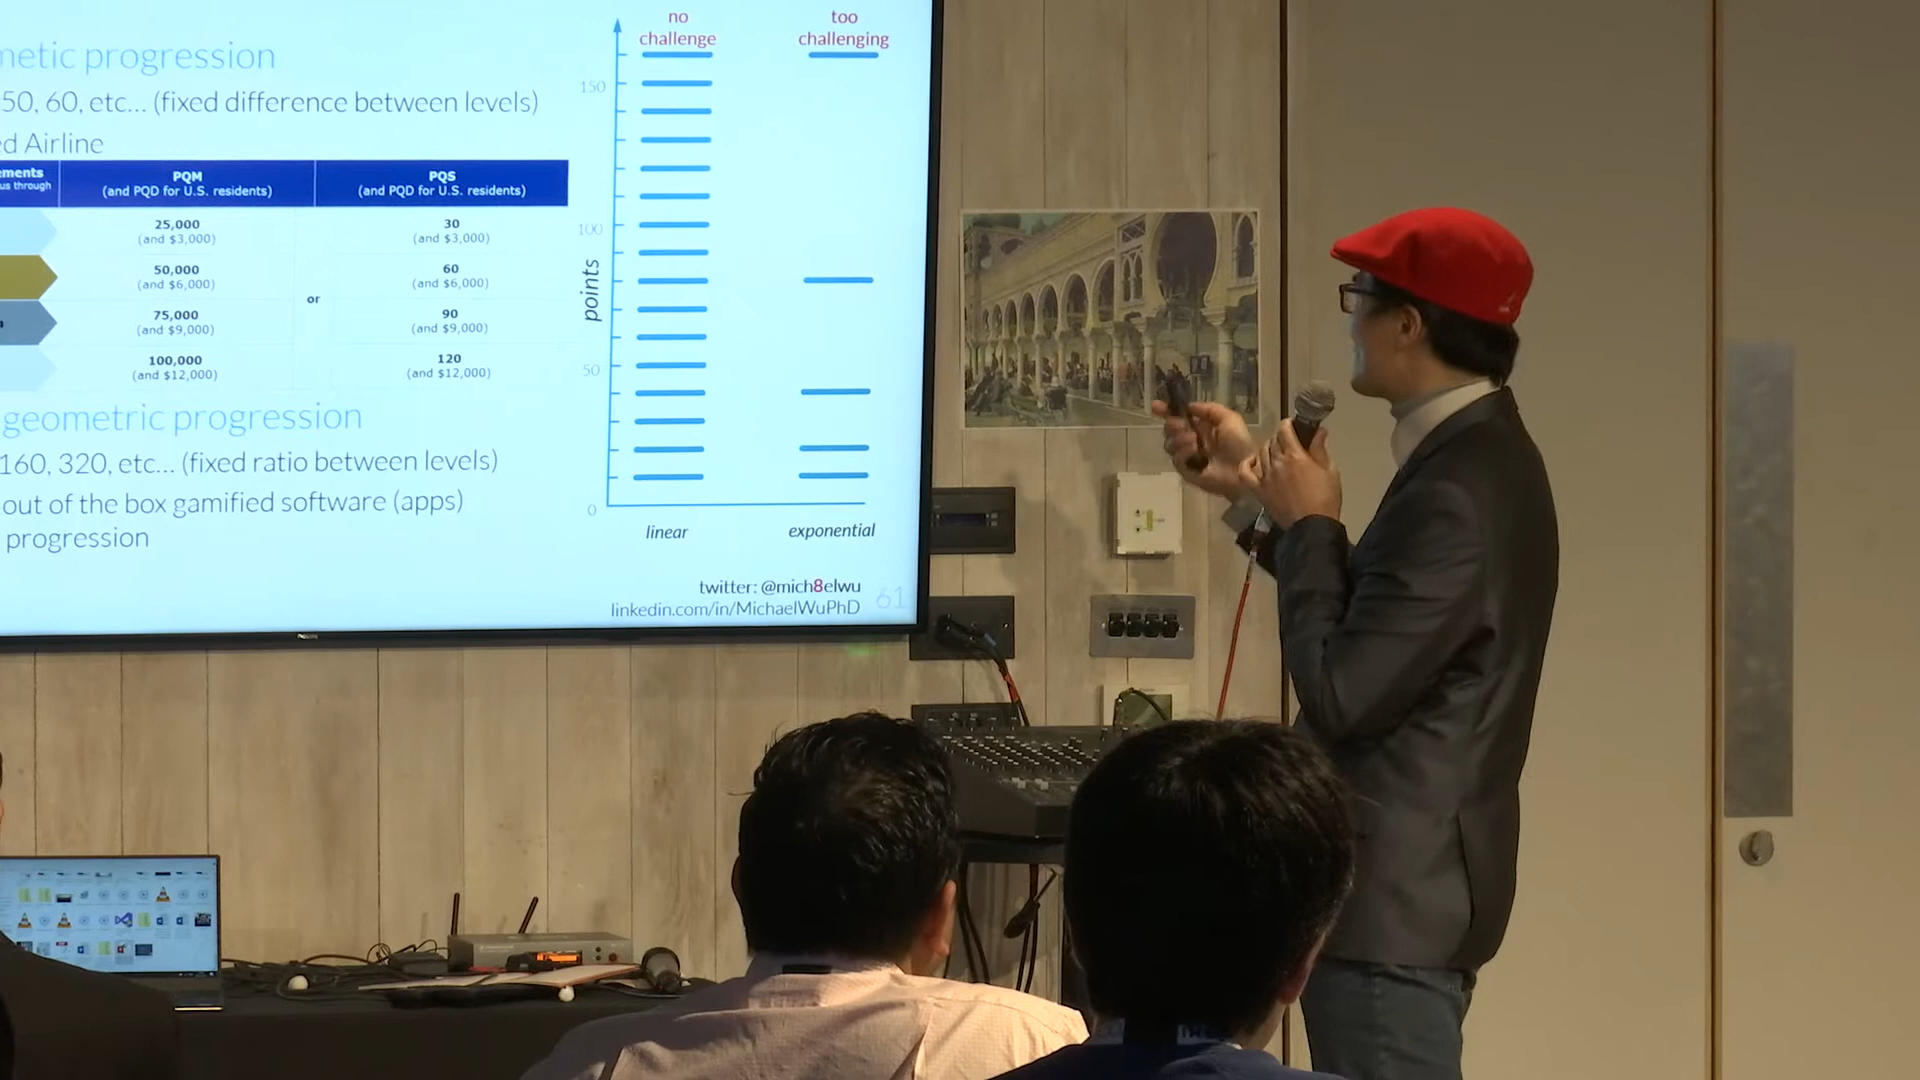 metic progression
50, 60, etc... (fixed difference between levels)
ed Airline
ements
us through
PQM
(and PQD for U.S. residents)
PQS
(and PQD for U.S. residents)
25,000
(and $3,000)
30
(and $3,000)
50,000
(and $6,000)
60
(and $6,000)
or
75,000
(and $9,000)
90
(and $9,000)
100,000
(and $12,000)
120
(and $12,000)
geometric progression
160, 320, etc... (fixed ratio between levels)
out of the box gamified software (apps)
progression
no
challenge
too
challenging
150
100
50
0
points
linear
exponential
twitter: @mich8elwu
linkedin.com/in/MichaelWuPhD
61